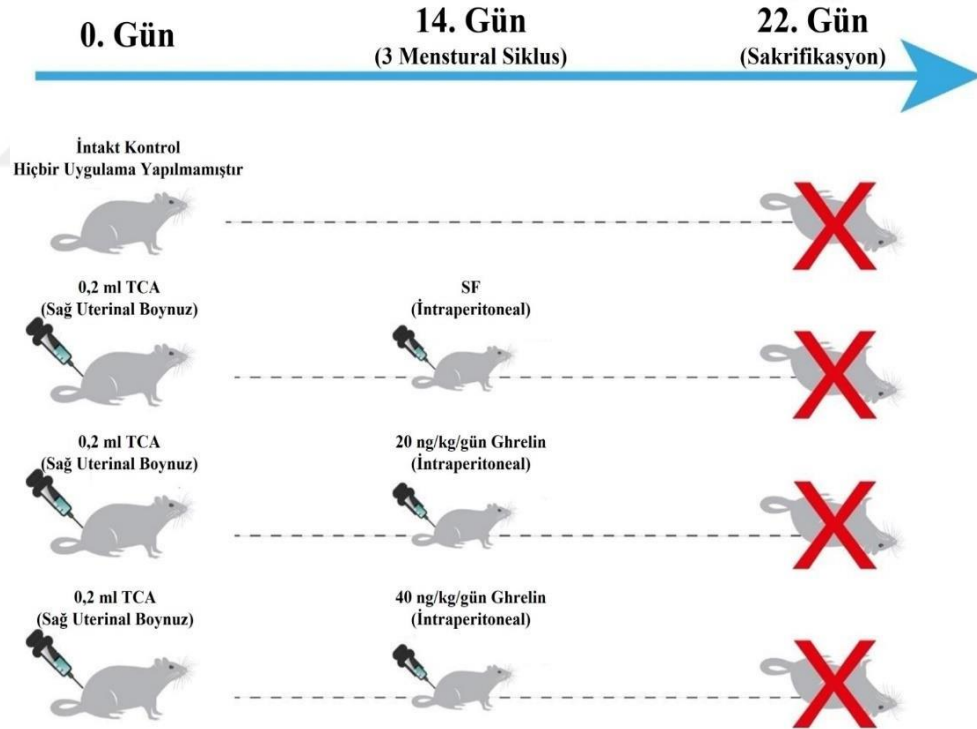 0. Gün
14. Gün
(3 Menstural Siklus)
22. Gün
(Sakrifikasyon)
İntakt Kontrol
Hiçbir Uygulama Yapılmamıştır
0,2 ml TCA
(Sağ Uterinal Boynuz)
SF
(İntraperitoneal)
0,2 ml TCA
(Sağ Uterinal Boynuz)
20 ng/kg/gün Ghrelin
(İntraperitoneal)
0,2 ml TCA
(Sağ Uterinal Boynuz)
40 ng/kg/gün Ghrelin
(İntraperitoneal)